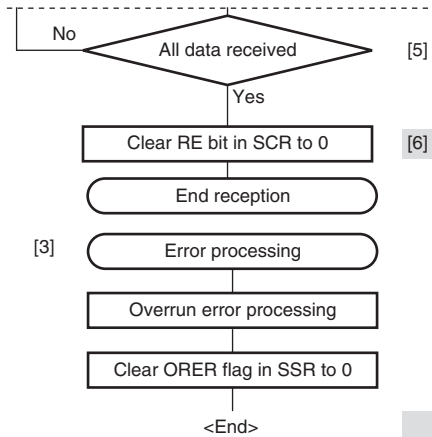 No
All data received
[5]
Yes
Clear RE bit in SCR to 0
[6]
End reception
[3]
Error processing
Overrun error processing
Clear ORER flag in SSR to 0
<End>